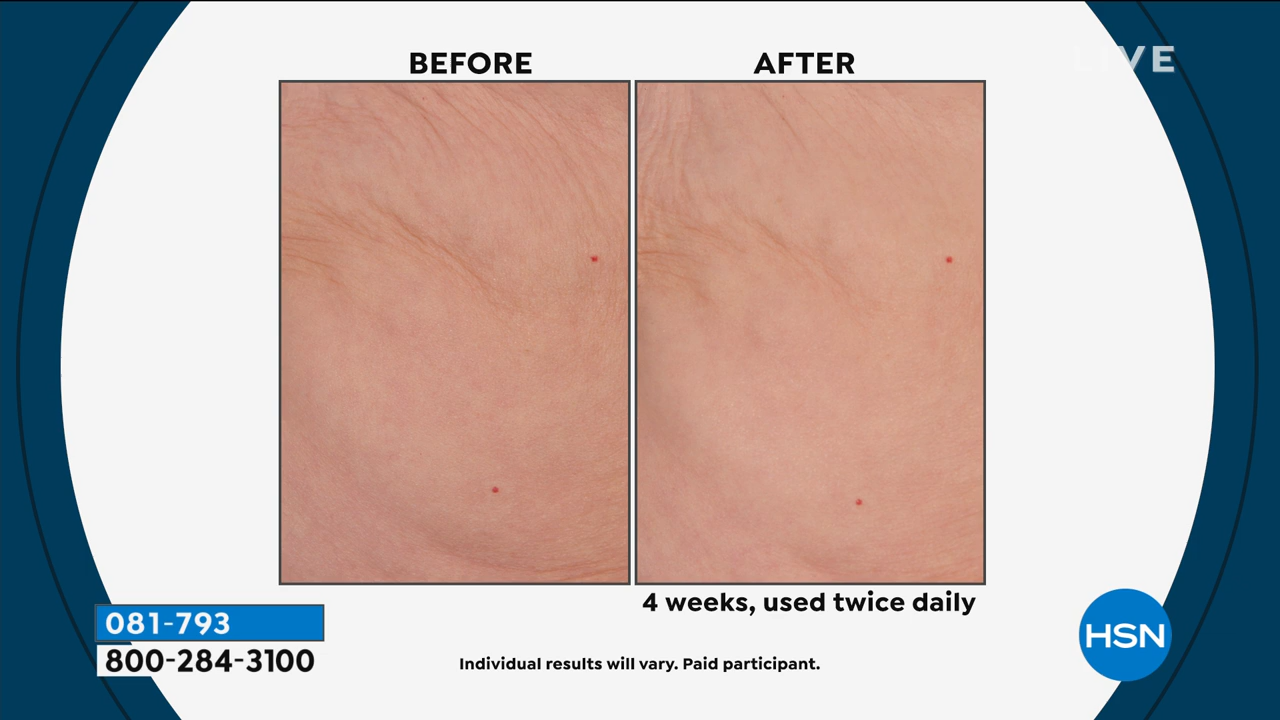 BEFORE
AFTER
LIVE
4 weeks, used twice daily
081-793
800-284-3100
Individual results will vary. Paid participant.
HSN